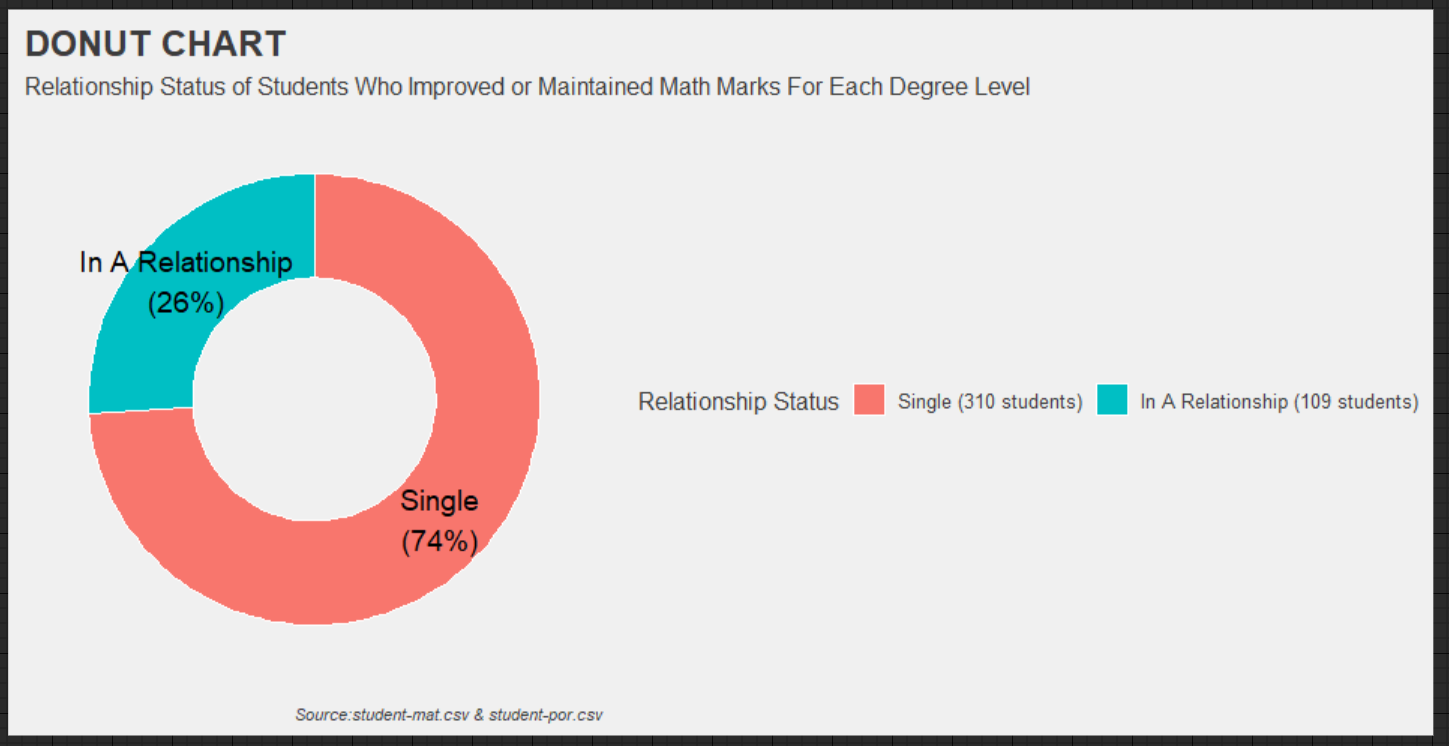 DONUT CHART
Relationship Status of Students Who Improved or Maintained Math Marks For Each Degree Level
In A Relationship
(26%)
Relationship Status Single (310 students) In A Relationship (109 students)
Single
(74%)
Source:student-mat.csv & student-por.csv